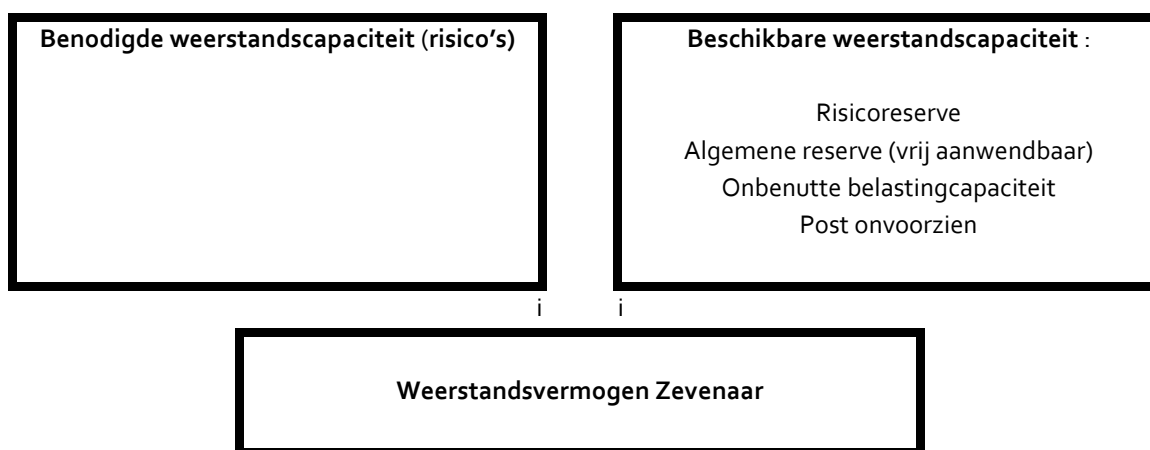 Benodigde weerstandscapaciteit (risico's)
Beschikbare weerstandscapaciteit :
Risicoreserve
Algemene reserve (vrij aanwendbaar)
Onbenutte belastingcapaciteit
Post onvoorzien
i i
Weerstandsvermogen Zevenaar